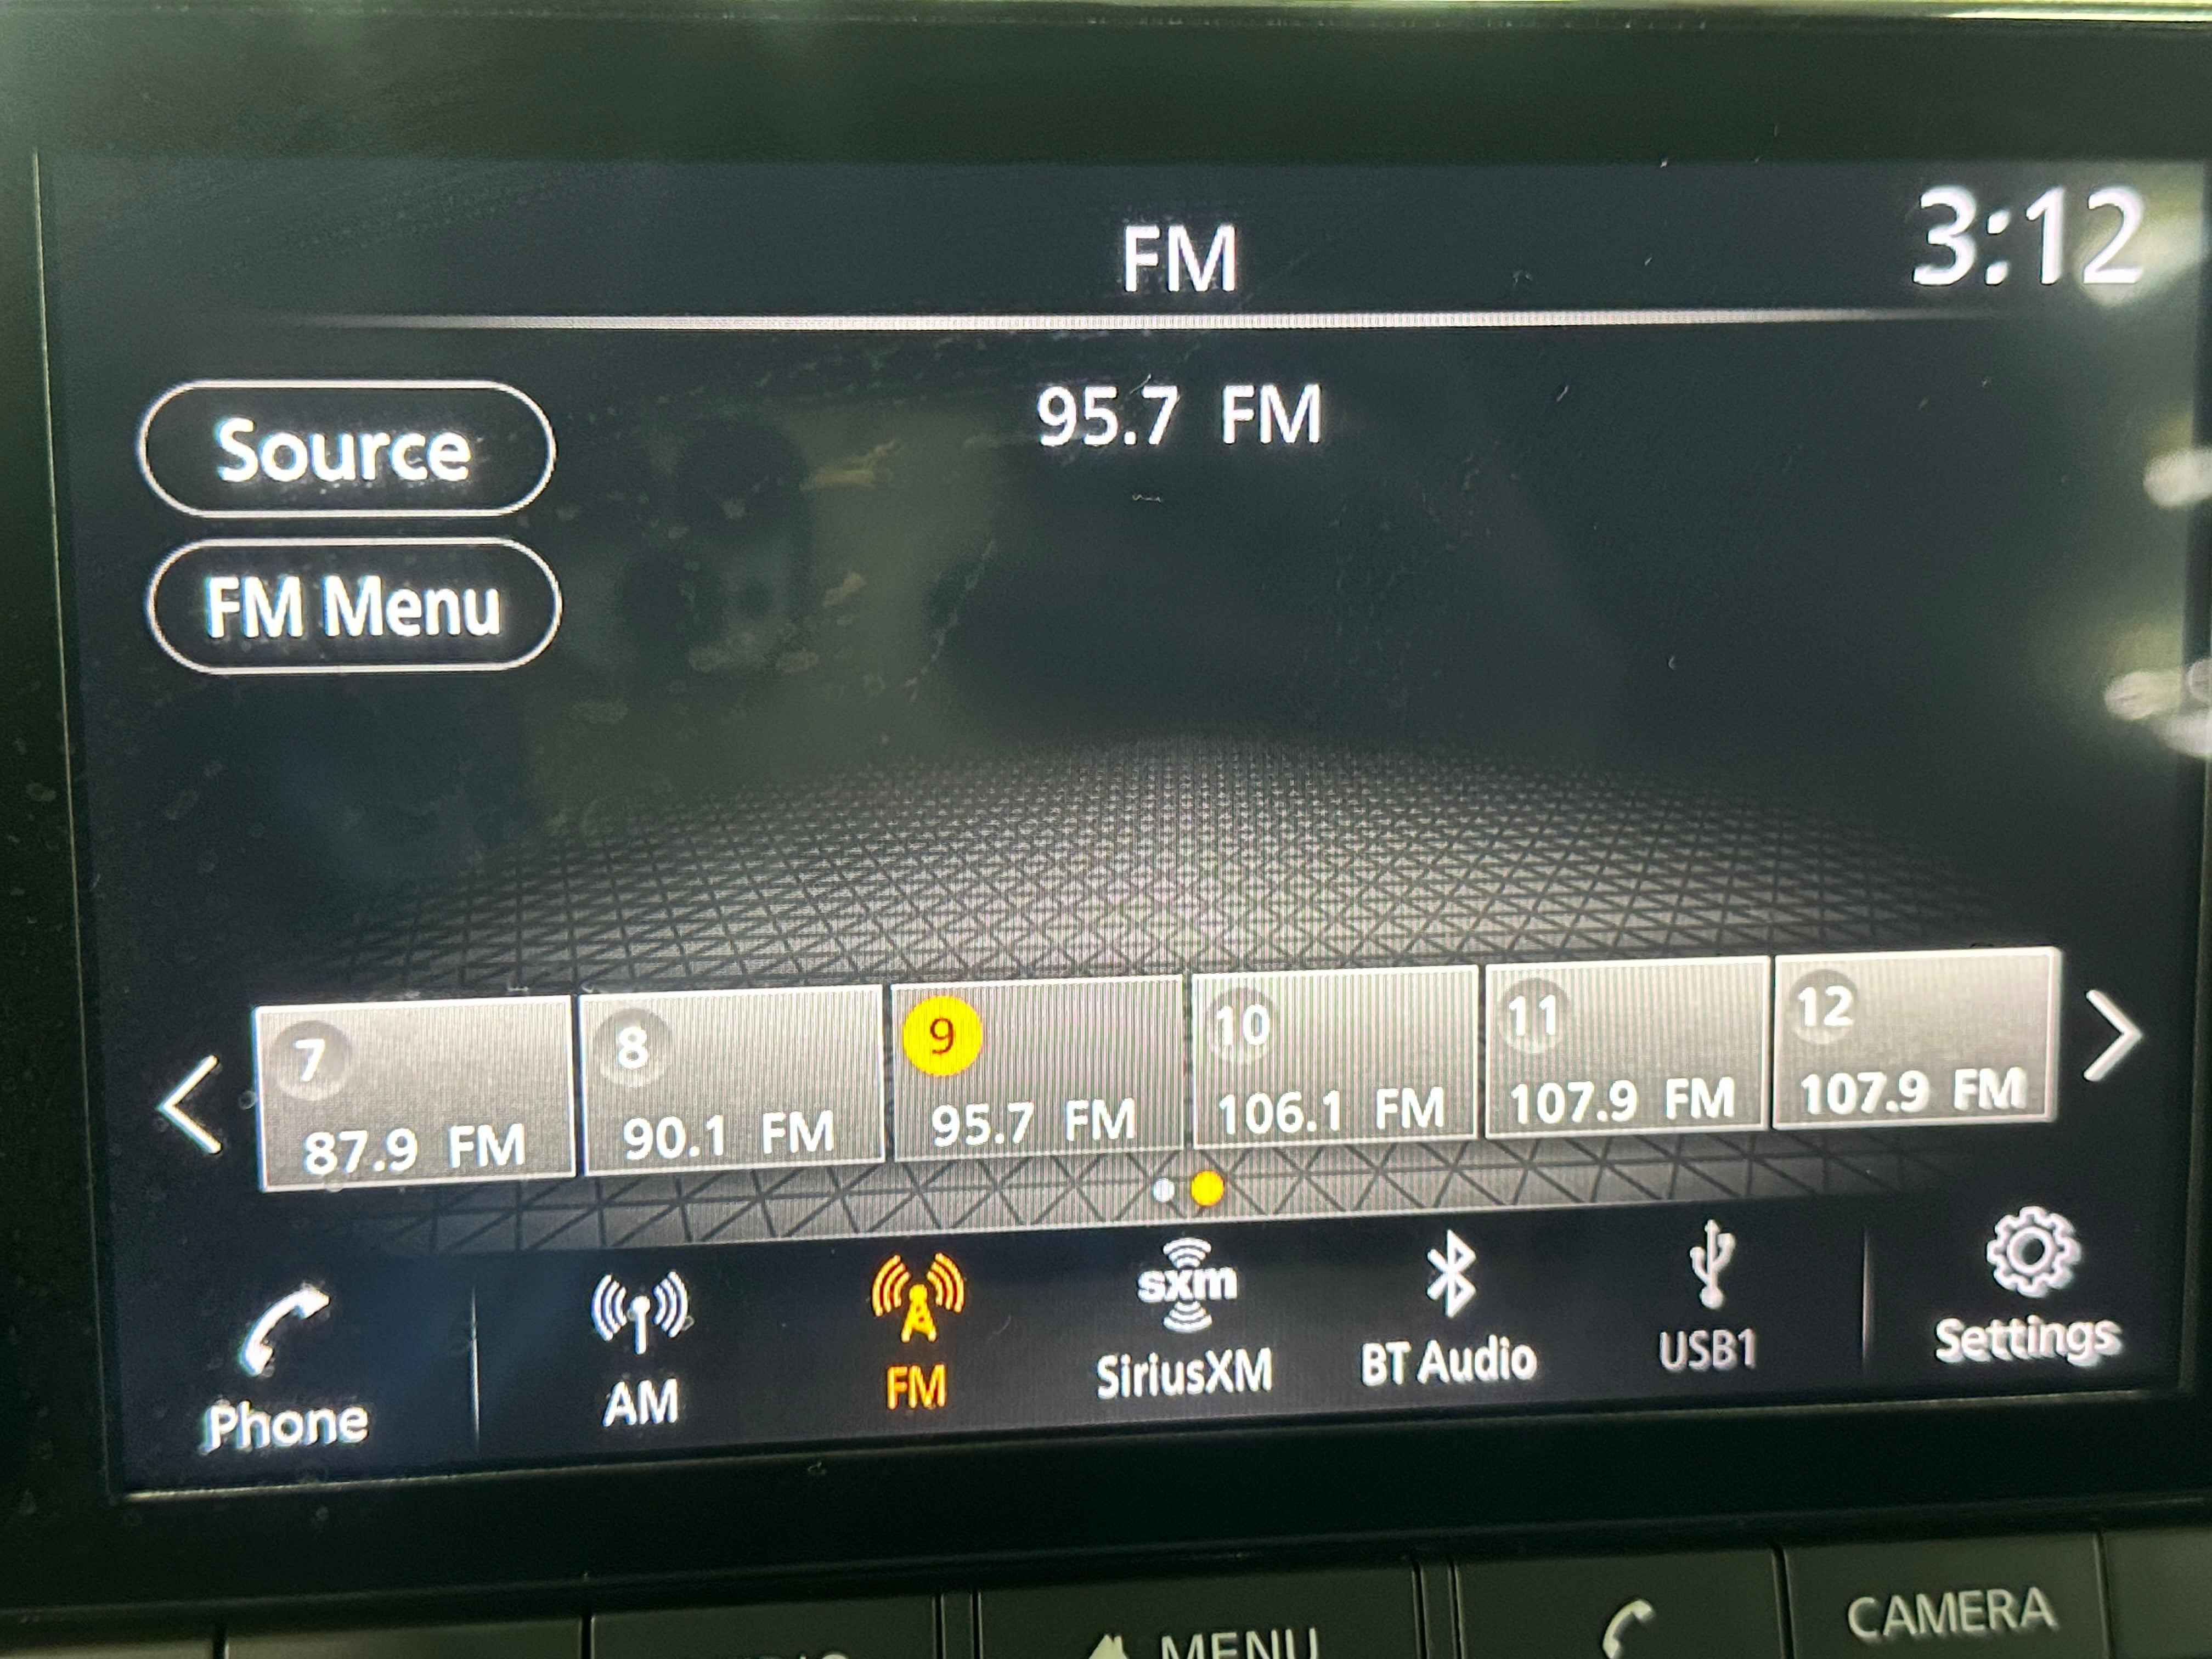 FM
3:12
95.7 FM
Source
FM Menu
7
8
9
10
11
12
87.9 FM
90.1 FM
95.7 FM
106.1 FM
107.9 FM
107.9 FM
sxm
Phone
AM
FM
SiriusXM
BT Audio
USB1
Settings
MENU
CAMERA